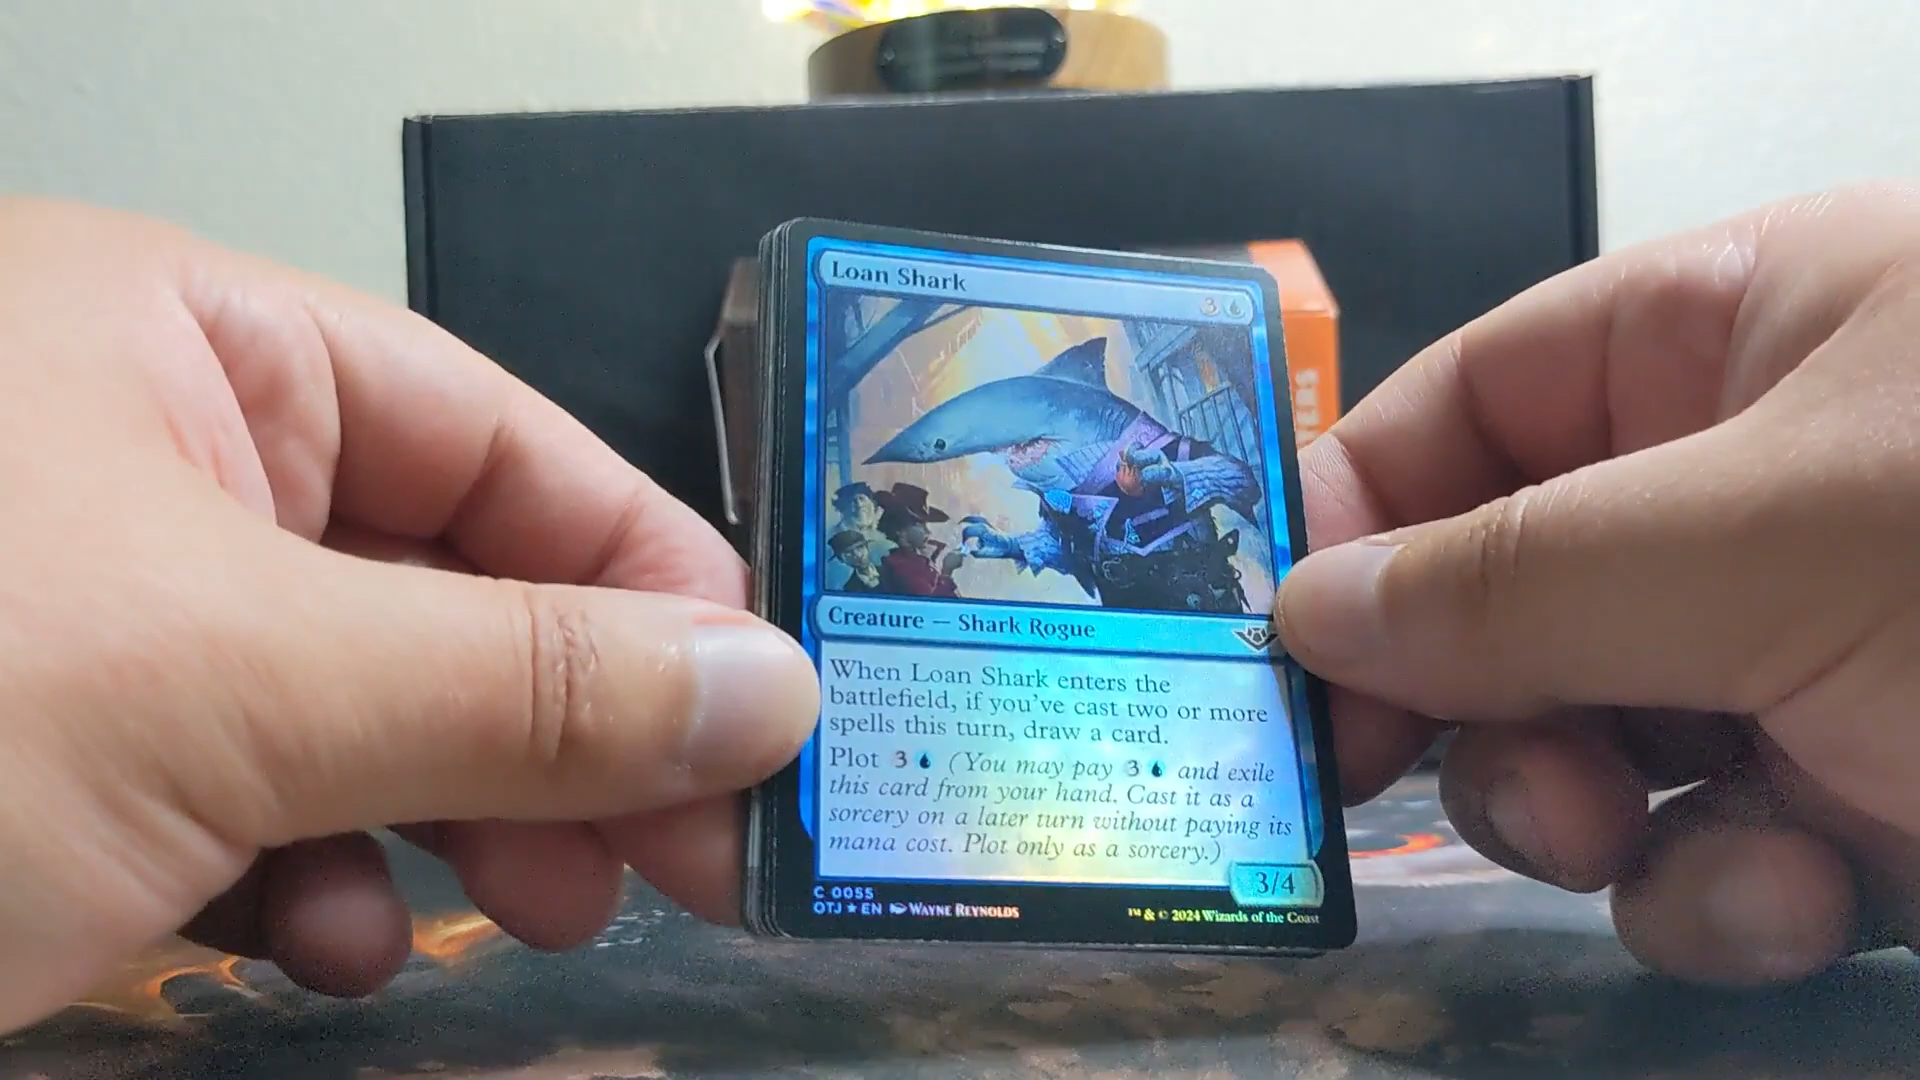 Loan Shark
3
Creature — Shark Rogue
When Loan Shark enters the
battlefield, if you've cast two or more
spells this turn, draw a card.
Plot 3 (You may pay 3 and exile
this card from your hand. Cast it as a
sorcery on a later turn without paying its
mana cost. Plot only as a sorcery.)
3/4
C 0055
OTJ ★ EN Wayne Reynolds
™ & © 2024 Wizards of the Coast